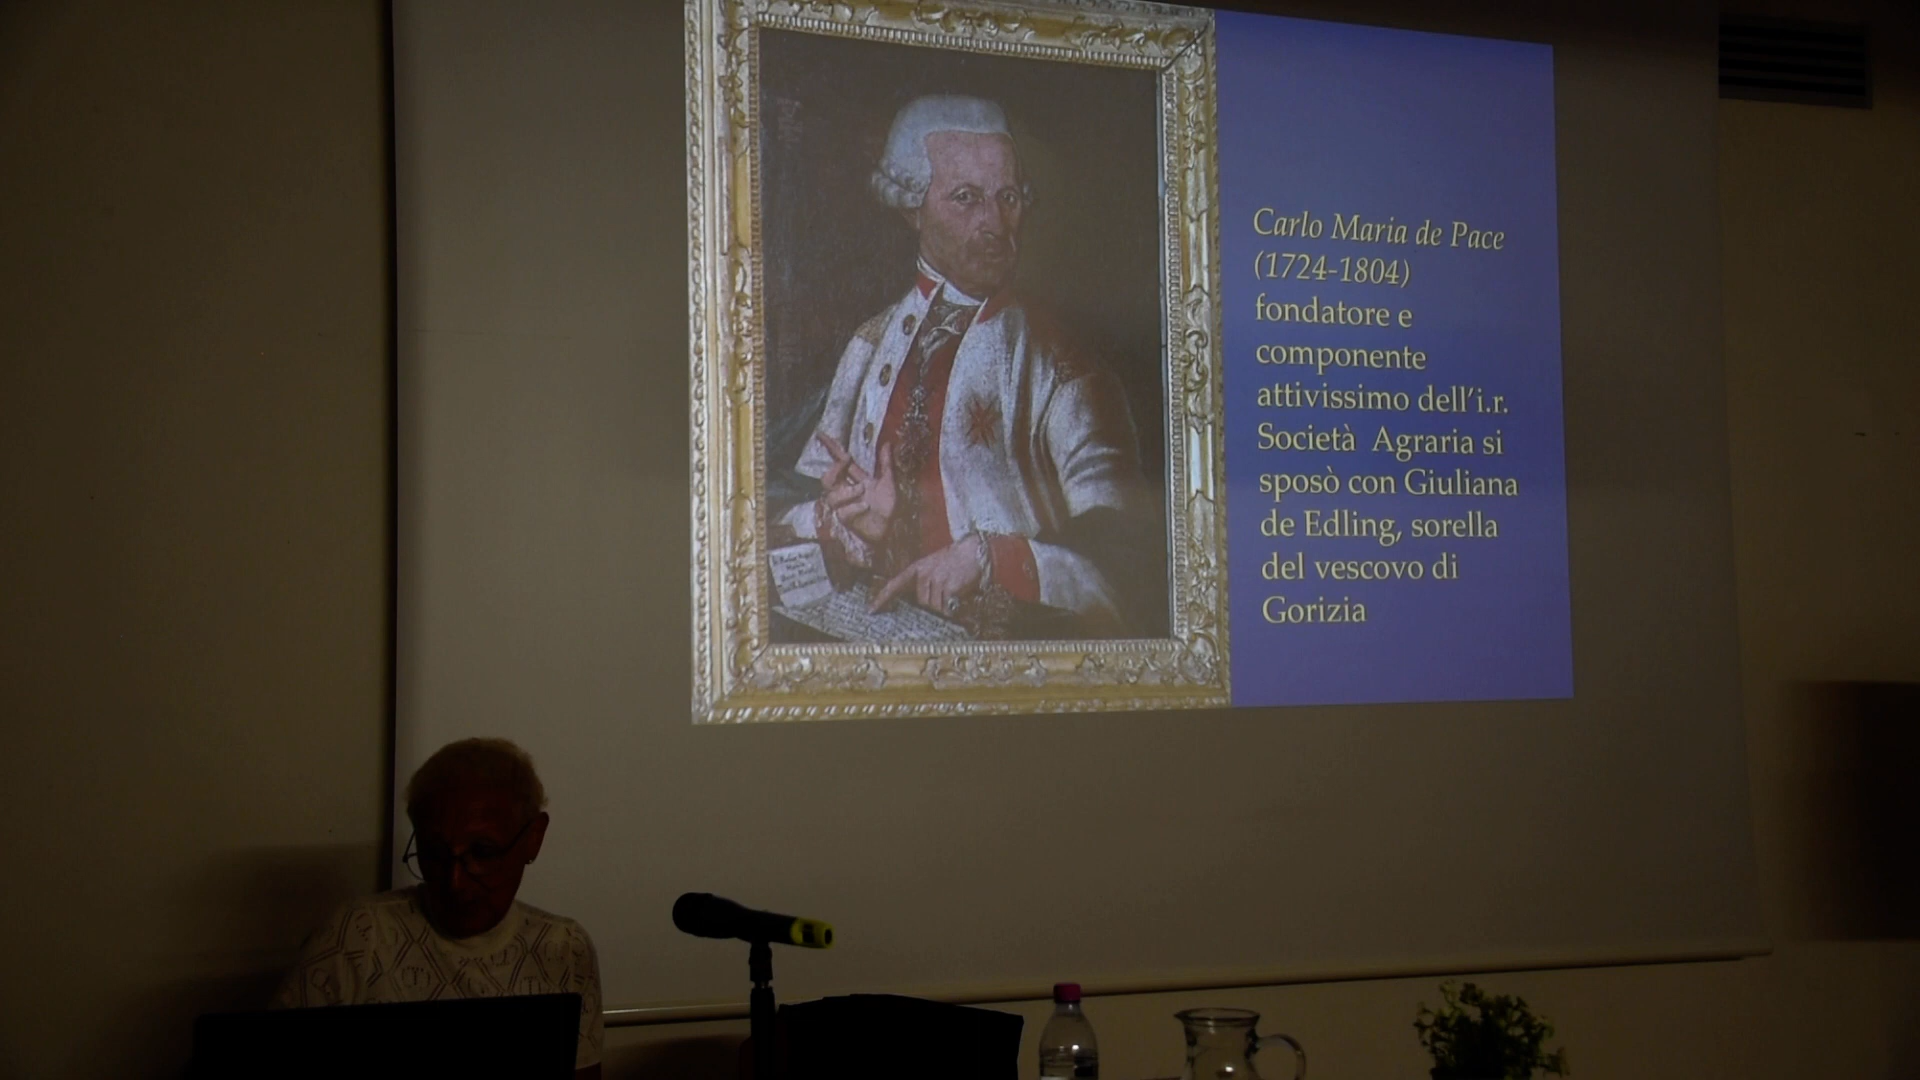 Carlo Maria de Pace
(1724-1804)
fondatore e
componente
attivissimo dell'i.r.
Società Agraria si
sposò con Giuliana
de Edling, sorella
del vescovo di
Gorizia